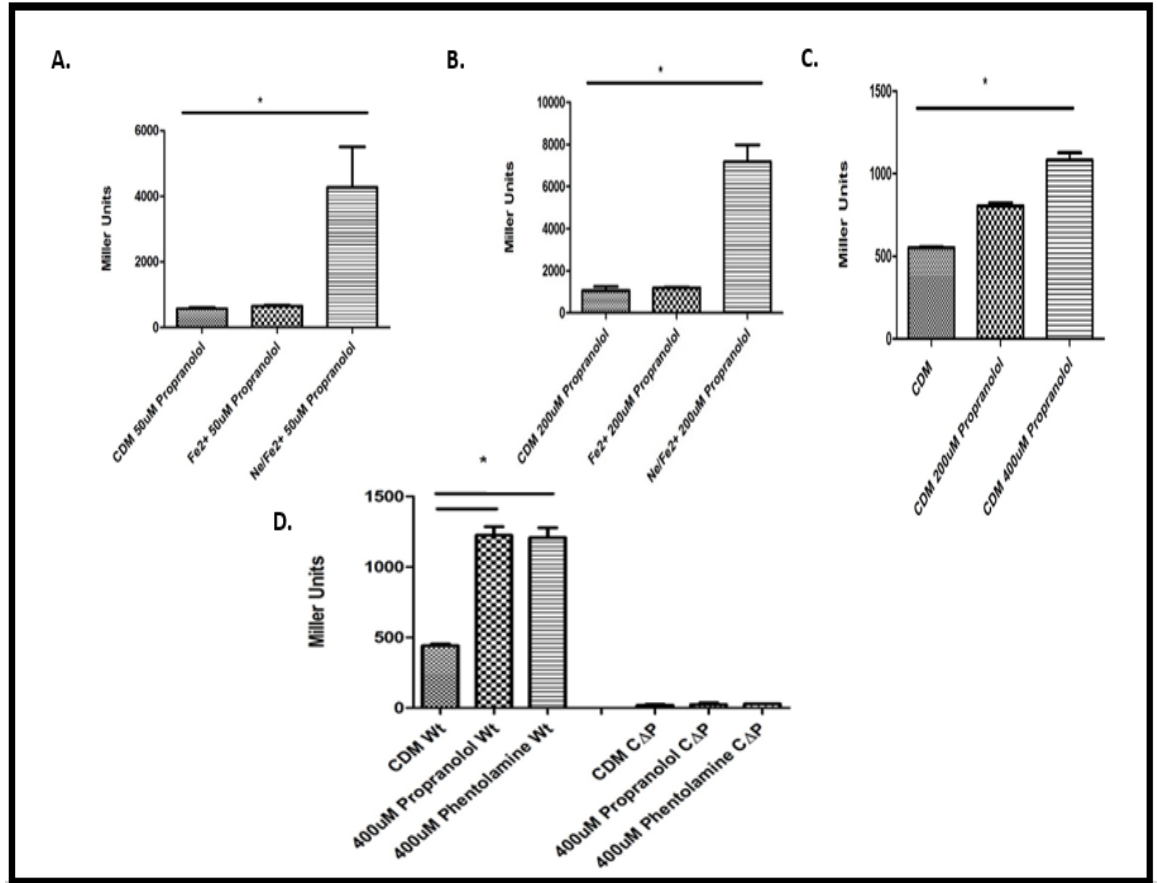 A.
*
6000
4000
2000
0
Miller Units
CDM 50uM Propranolol
Fe2+ 50uM Propranolol
Ne/Fe2+ 50uM Propranolol
B.
*
10000
8000
6000
4000
2000
0
Miller Units
CDM 200uM Propranolol
Fe2+ 200uM Propranolol
Ne/Fe2+ 200uM Propranolol
C.
*
1500
1000
500
0
Miller Units
CDM
CDM 200uM Propranolol
CDM 400uM Propranolol
D.
*
1500
1000
500
0
Miller Units
CDM Wt
400uM Propranolol Wt
400uM Phentolamine Wt
CDM CΔP
400uM Propranolol CΔP
400uM Phentolamine CΔP